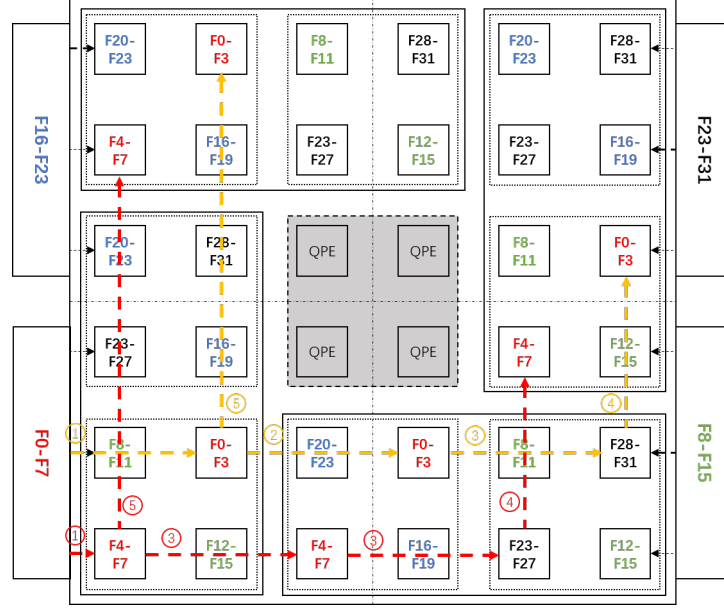 F20-
F23
F0-
F3
F8-
F11
F28-
F31
F20-
F23
F28-
F31
F16-F23
F23-F31
F4-
F7
F16-
F19
F23-
F27
F12-
F15
F23-
F27
F16-
F19
F20-
F23
F28-
F31
QPE
QPE
F8-
F11
F0-
F3
F23-
F27
F16-
F19
QPE
QPE
F4-
F7
F12-
F15
F0-F7
F8-F15
5
4
1
2
3
F8-
F11
F0-
F3
F20-
F23
F0-
F3
F8-
F11
F28-
F31
5
4
1
3
3
F4-
F7
F12-
F15
F4-
F7
F16-
F19
F23-
F27
F12-
F15